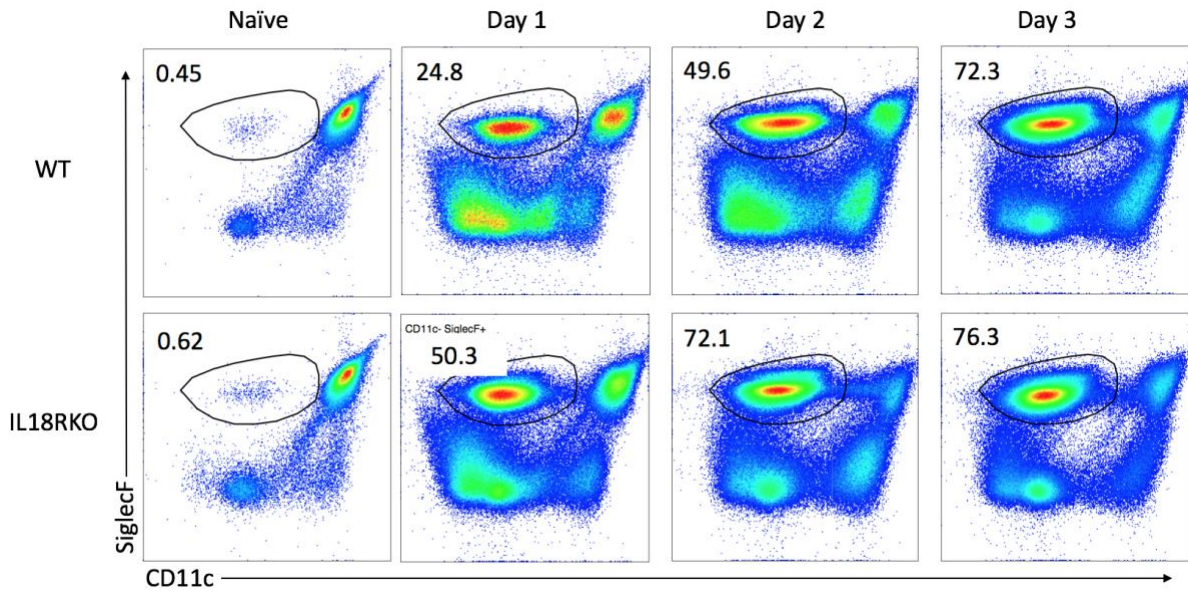 Naïve
Day 1
Day 2
Day 3
WT
0.45
24.8
49.6
72.3
IL18RKO
0.62
CD11c- SiglecF+
50.3
72.1
76.3
SiglecF
CD11c